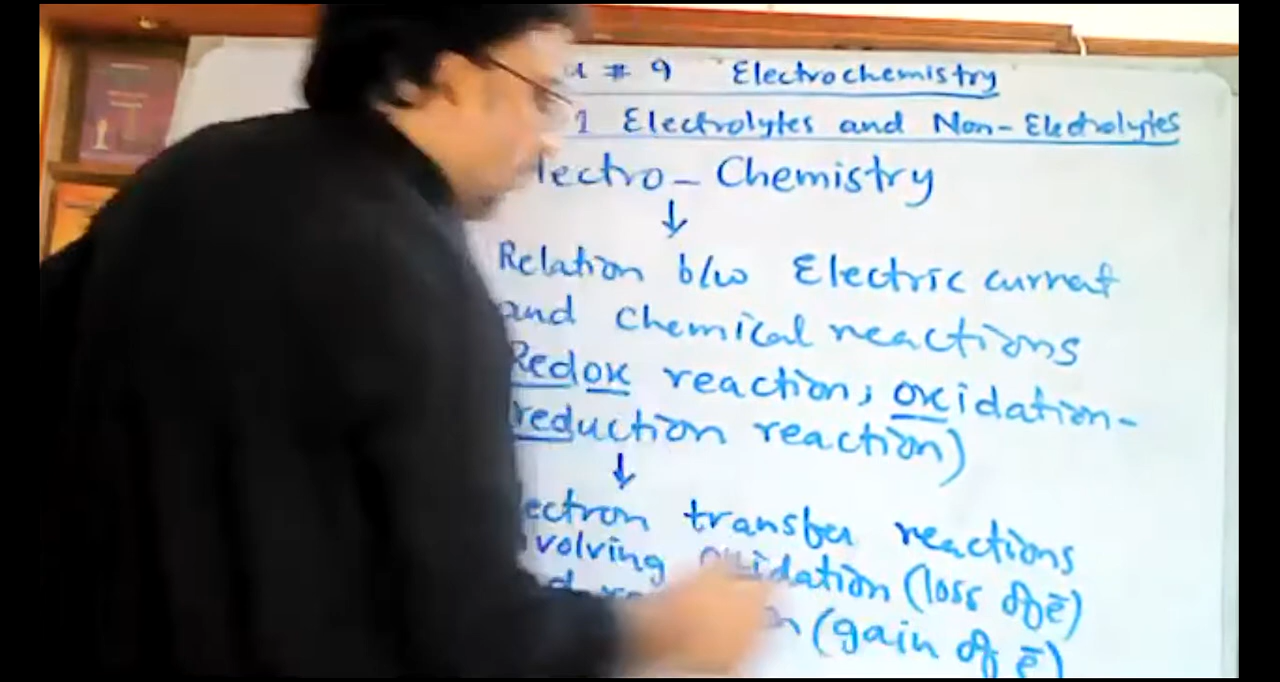 # 9 Electrochemistry
1 Electrolytes and Non-Electrolytes
lectro - Chemistry
↓
Relation b/w Electric current
and chemical reactions
Redox reaction; oxidation-
reduction reaction)
↓
ectron transfer reactions
volving oxidation (loss of ē)
(gain of ē)